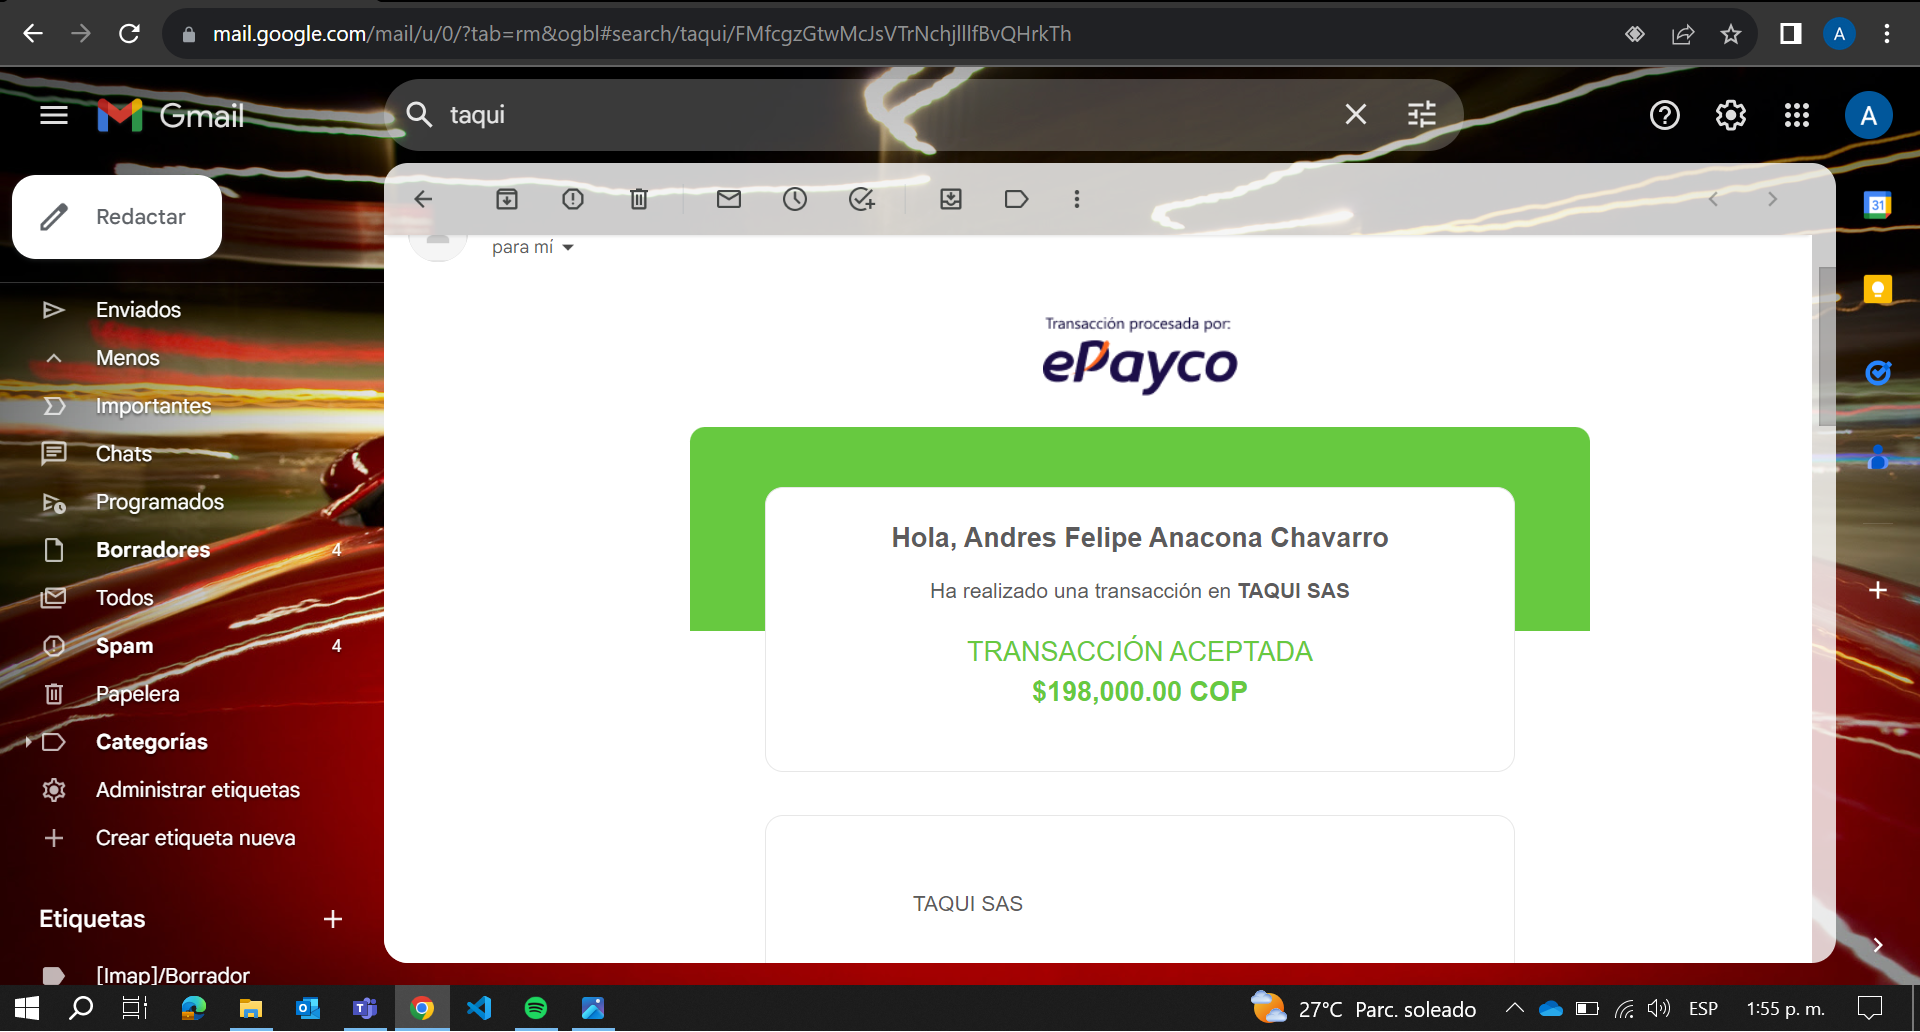 mail.google.com/mail/u/0/?tab=rm&ogbl#search/taqui/FMfcgzGtwMcJsVTrNchjlllfBvQHrkTh
A
Gmail
taqui
A
Redactar
31
para mí
Enviados
Menos
Importantes
Chats
Programados
Borradores 4
Todos
Spam 4
Papelera
Categorías
Administrar etiquetas
Crear etiqueta nueva
Etiquetas
[Imap]/Borrador
Transacción procesada por:
ePayco
Hola, Andres Felipe Anacona Chavarro
Ha realizado una transacción en TAQUI SAS
TRANSACCIÓN ACEPTADA
$198,000.00 COP
TAQUI SAS
27°C Parc. soleado
ESP
1:55 p. m.